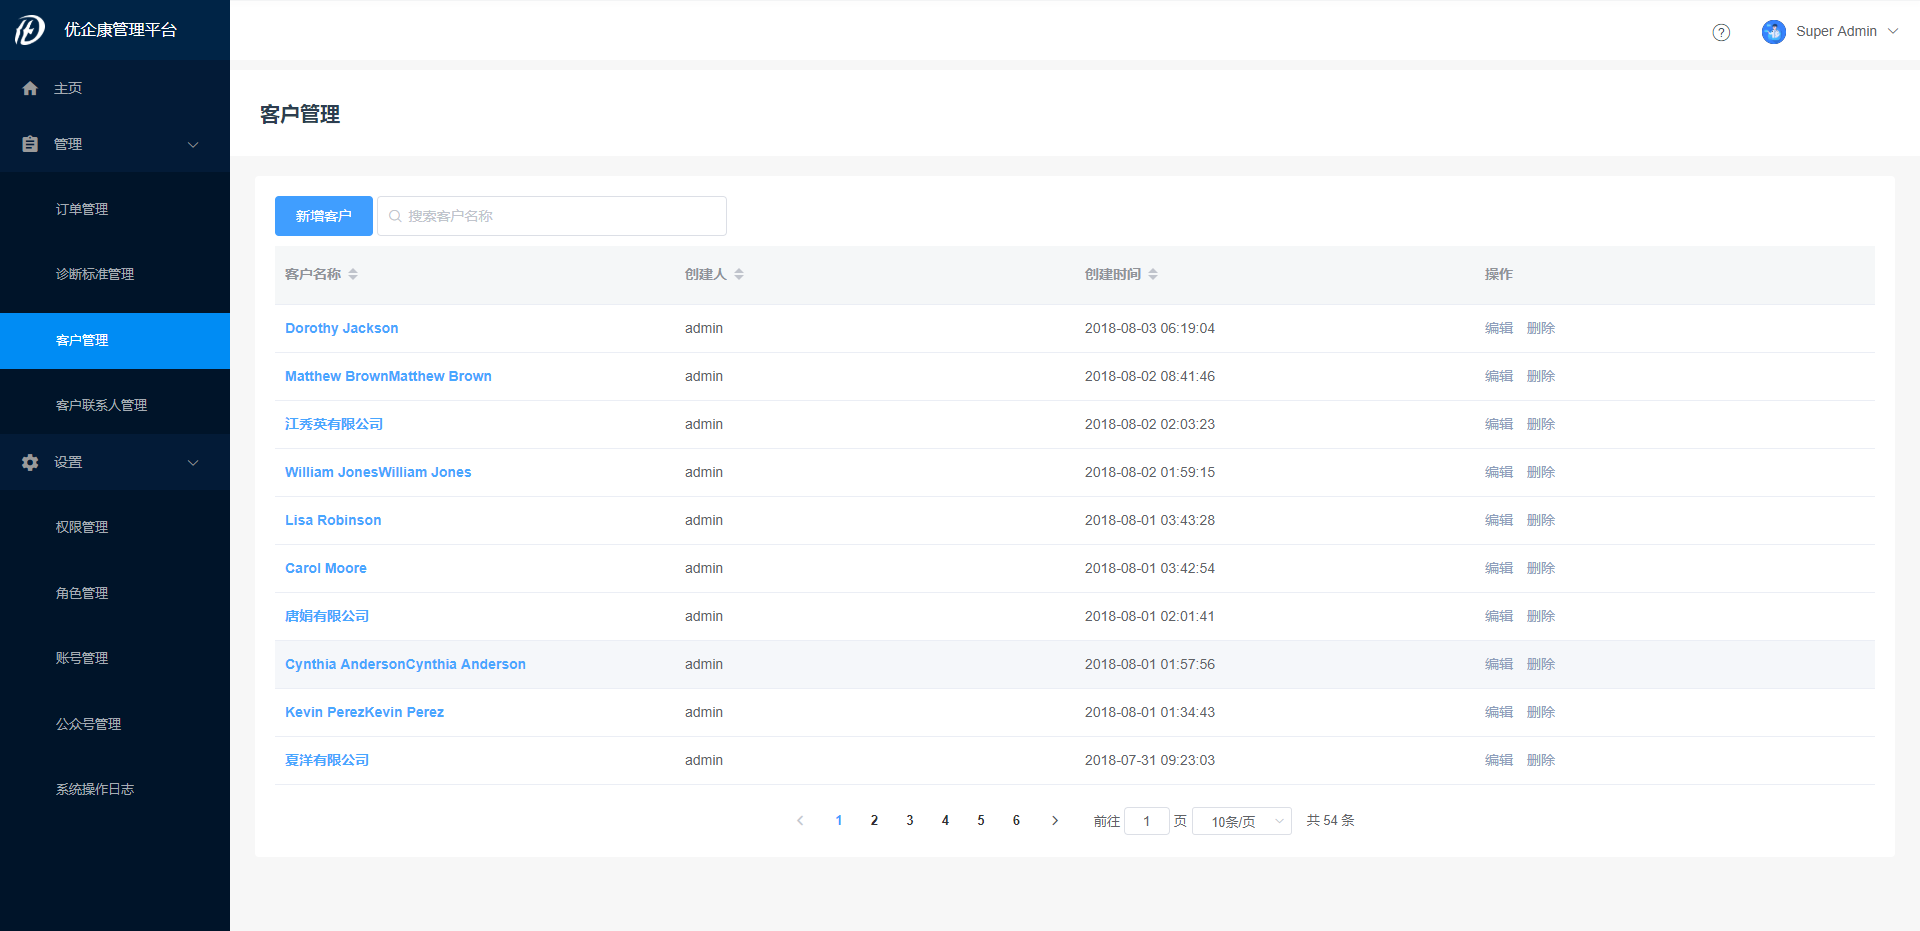 优企康管理平台
Super Admin
主页
管理
订单管理
诊断标准管理
客户管理
客户联系人管理
设置
权限管理
角色管理
账号管理
公众号管理
系统操作日志
客户管理
新增客户 搜索客户名称
客户名称 创建人 创建时间 操作
Dorothy Jackson admin 2018-08-03 06:19:04 编辑 删除
Matthew BrownMatthew Brown admin 2018-08-02 08:41:46 编辑 删除
江秀英有限公司 admin 2018-08-02 02:03:23 编辑 删除
William JonesWilliam Jones admin 2018-08-02 01:59:15 编辑 删除
Lisa Robinson admin 2018-08-01 03:43:28 编辑 删除
Carol Moore admin 2018-08-01 03:42:54 编辑 删除
唐娟有限公司 admin 2018-08-01 02:01:41 编辑 删除
Cynthia AndersonCynthia Anderson admin 2018-08-01 01:57:56 编辑 删除
Kevin PerezKevin Perez admin 2018-08-01 01:34:43 编辑 删除
夏洋有限公司 admin 2018-07-31 09:23:03 编辑 删除
1 2 3 4 5 6 前往 1 页 10条/页 共 54 条